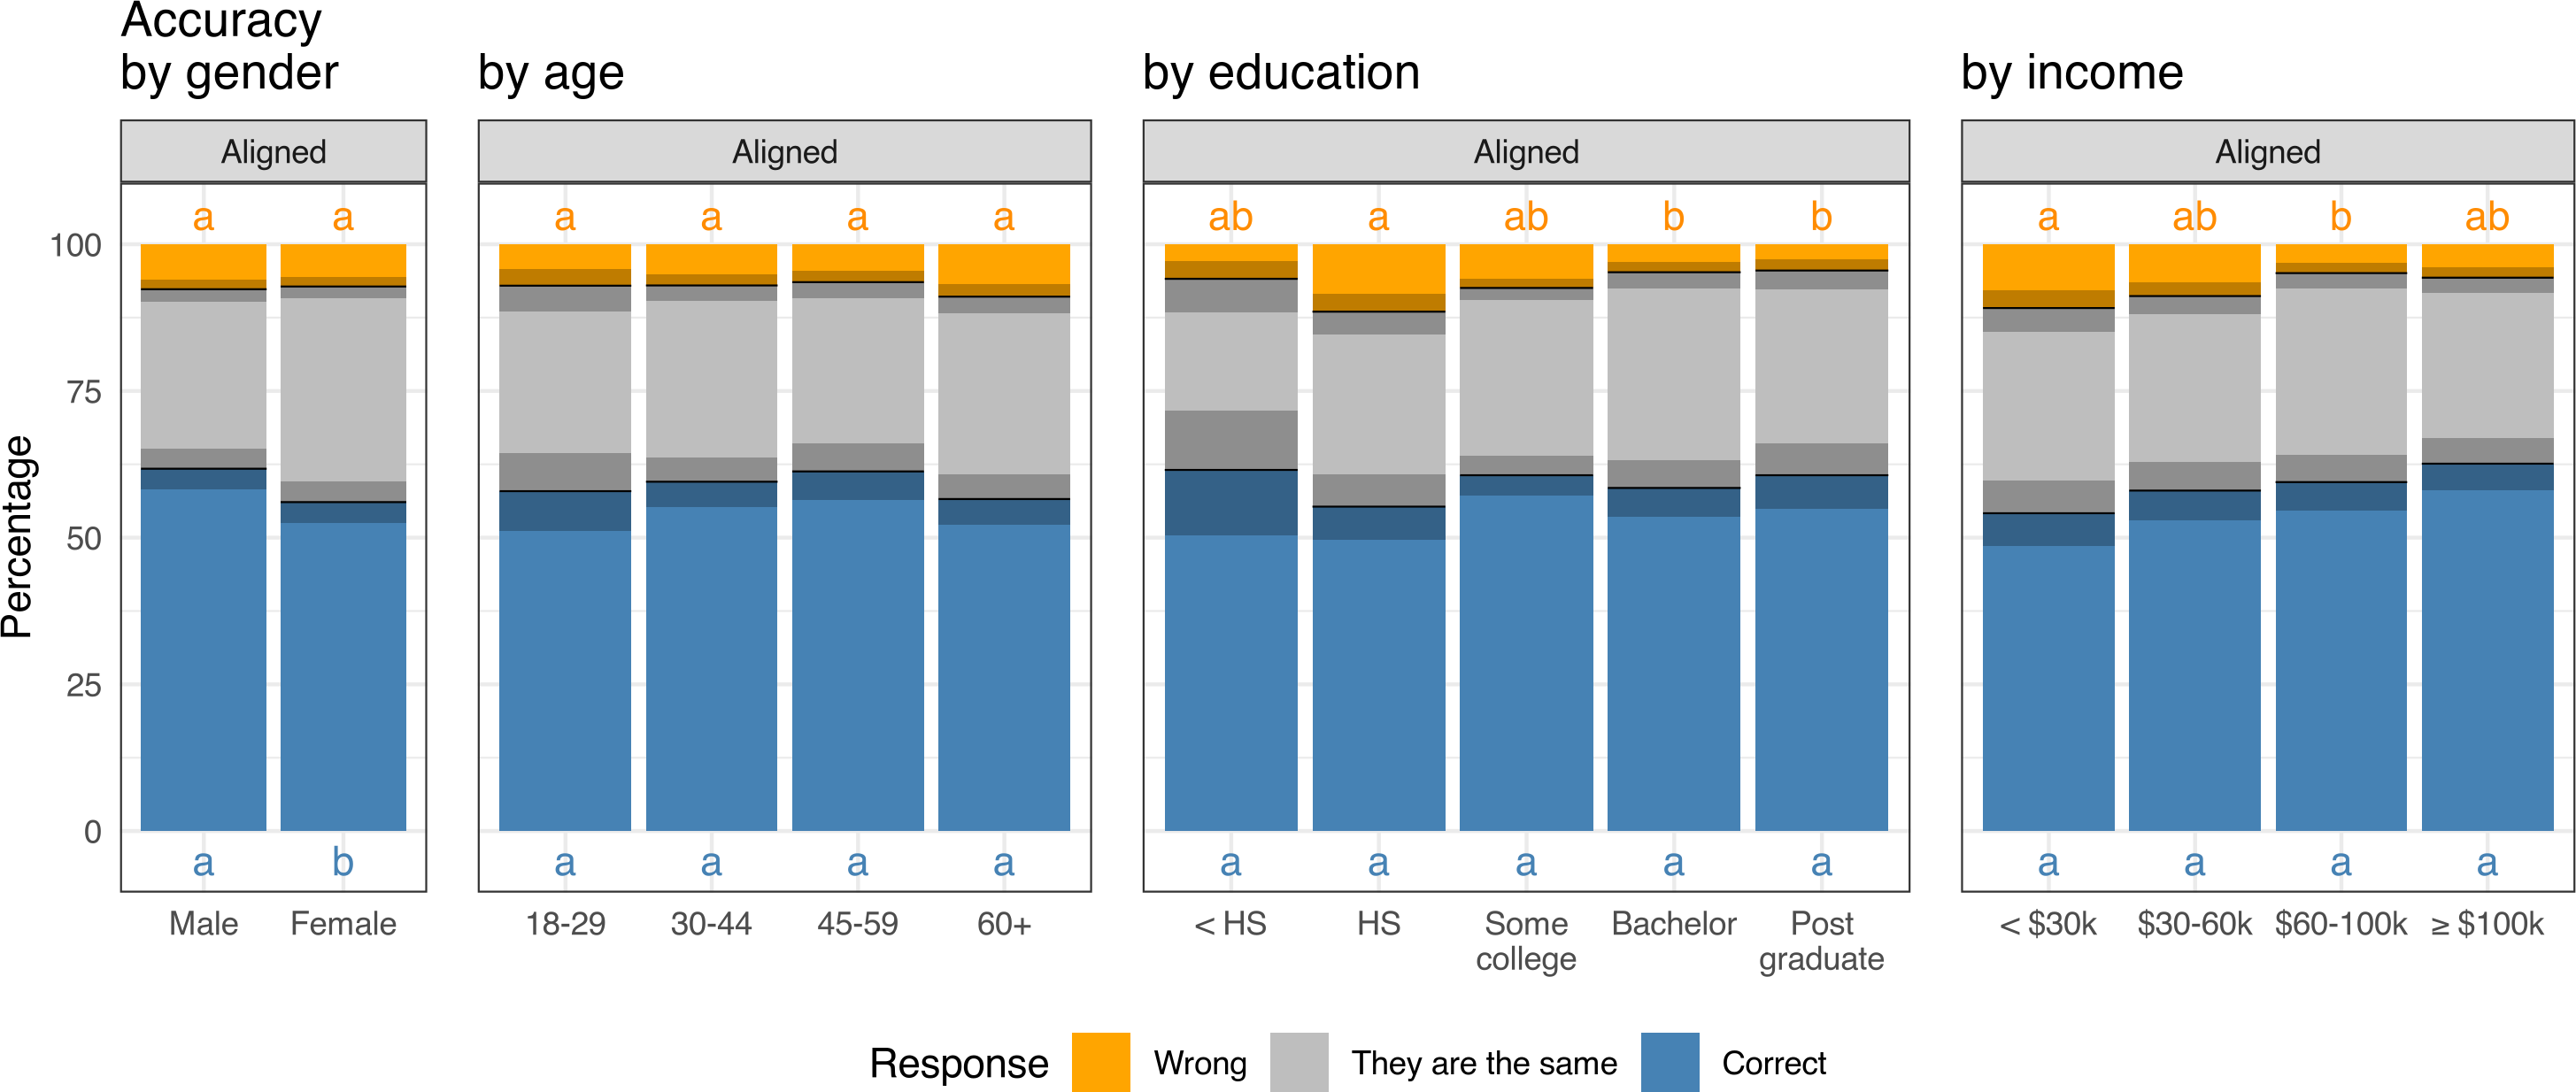 Accuracy
by gender
by age
by education
by income
Aligned
Aligned
Aligned
Aligned
a a
a a a a
ab a ab b b
a ab b ab
100
75
50
25
0
Percentage
a b
a a a a
a a a a a
a a a a
Male Female
18-29 30-44 45-59 60+
< HS HS Some college Bachelor Post graduate
< $30k $30-60k $60-100k ≥ $100k
Response Wrong They are the same Correct